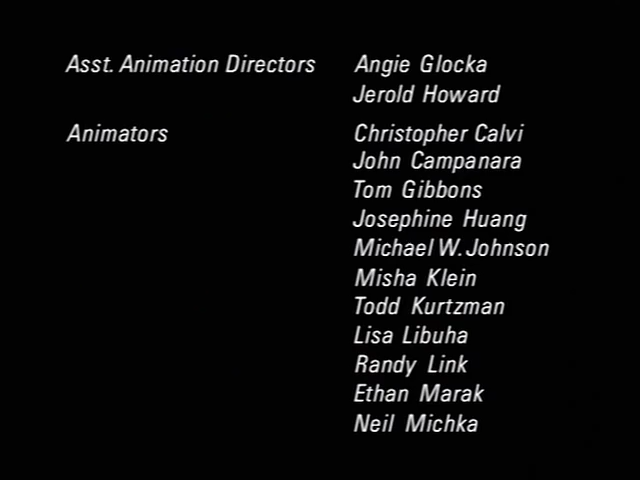 Asst. Animation Directors Angie Glocka
Jerold Howard
Animators Christopher Calvi
John Campanara
Tom Gibbons
Josephine Huang
Michael W. Johnson
Misha Klein
Todd Kurtzman
Lisa Libuha
Randy Link
Ethan Marak
Neil Michka